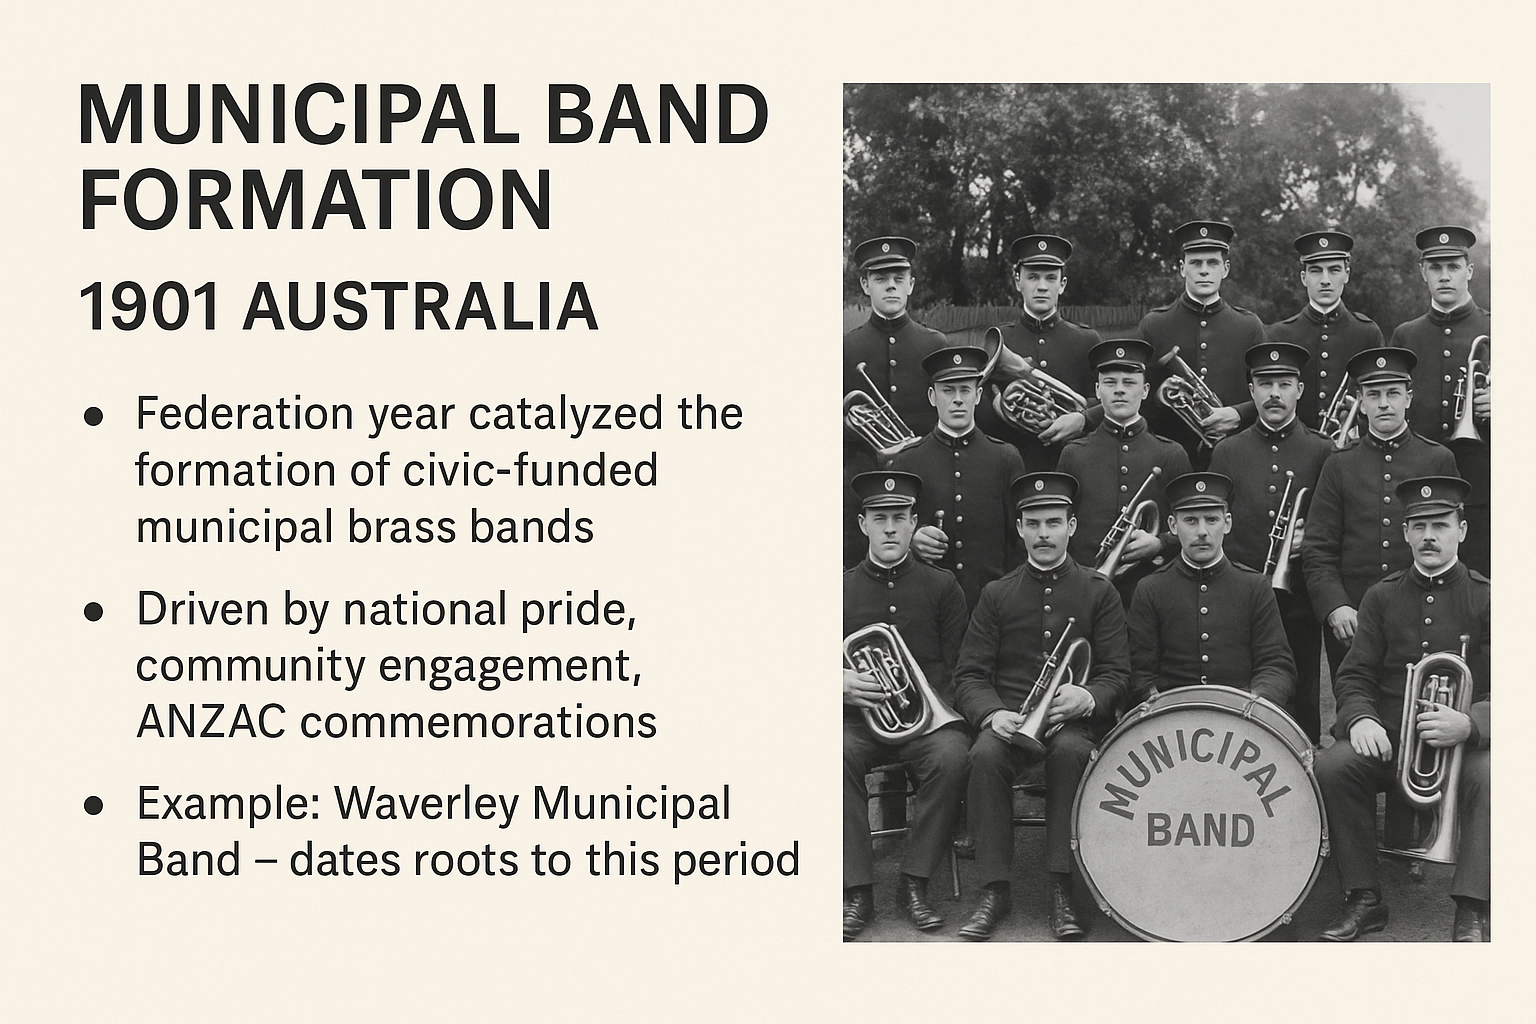 MUNICIPAL BAND
FORMATION
1901 AUSTRALIA
• Federation year catalyzed the
formation of civic-funded
municipal brass bands
• Driven by national pride,
community engagement,
ANZAC commemorations
• Example: Waverley Municipal
Band – dates roots to this period
MUNICIPAL
BAND